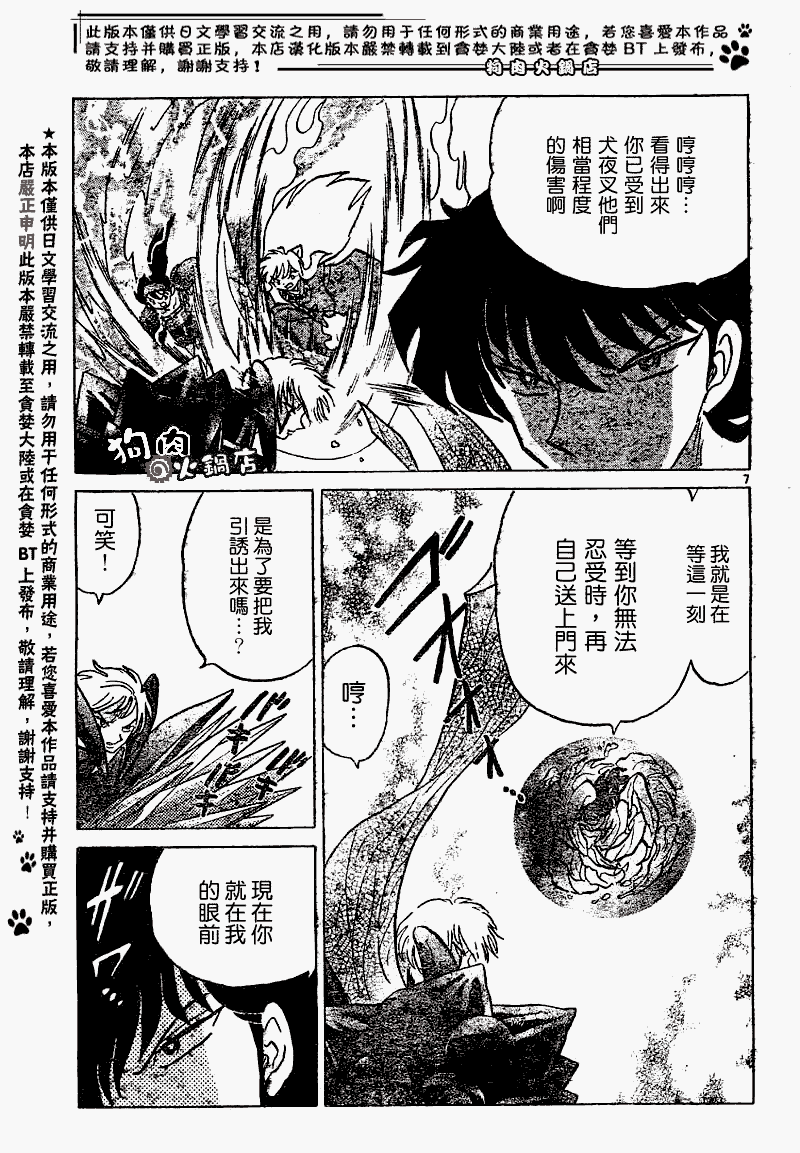 此版本僅供日文學習交流之用，請勿用于任何形式的商業用途，若您喜愛本作品
請支持并購買正版，本店漢化版本嚴禁轉載到貪婪大陸或者在貪婪BT上發布，
敬請理解，謝謝支持！
狗肉火鍋店
★本版本僅供日文學習交流之用，請勿用于任何形式的商業用途，若您喜愛本作品請支持并購買正版，
本店嚴正申明此版本嚴禁轉載至貪婪大陸或在貪婪BT上發布，敬請理解，謝謝支持！
哼哼哼…
看得出來
你已受到
犬夜叉他們
相當程度
的傷害啊
狗肉
火鍋店
7
我就是在
等這一刻
等到你無法
忍受時，再
自己送上門來
哼…
是為了要把我
引誘出來嗎…？
可笑！
バキ
バキ
現在你
就在我
的眼前